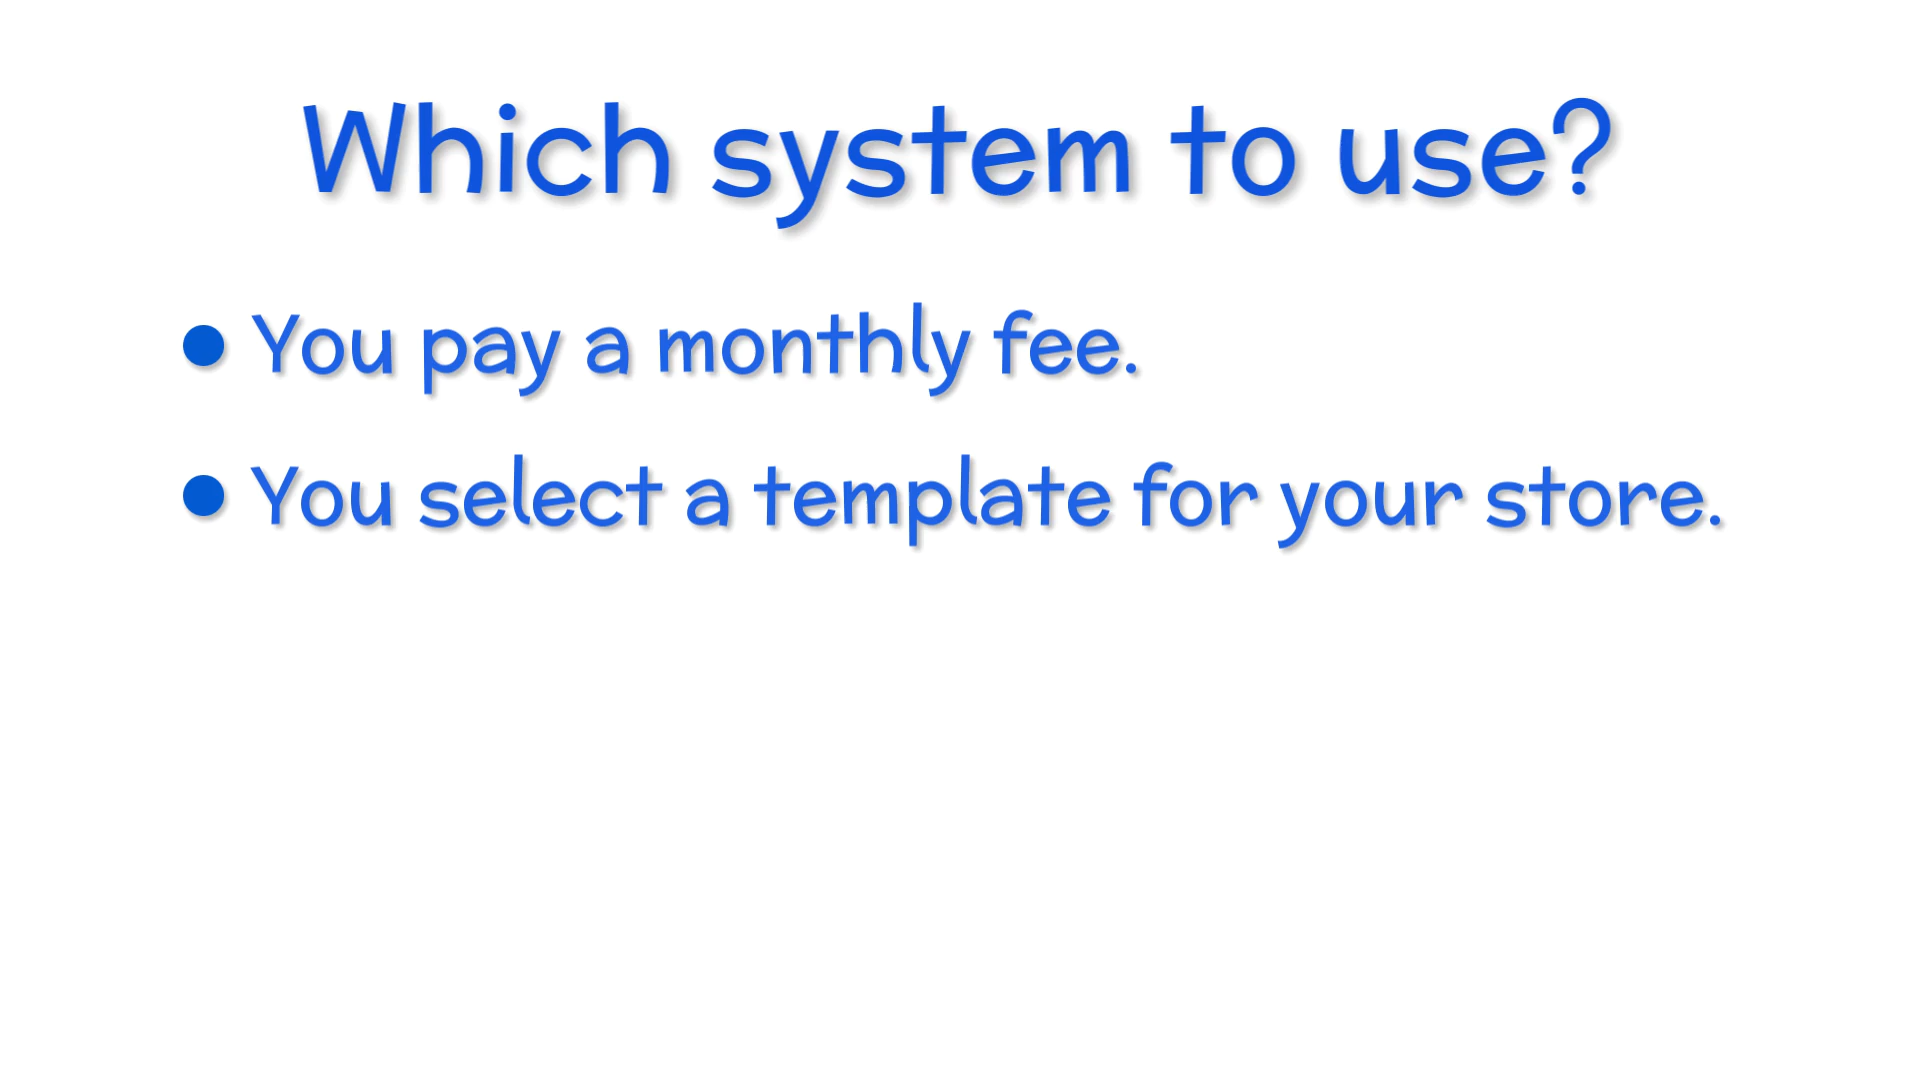 Which system to use?
● You pay a monthly fee.
● You select a template for your store.